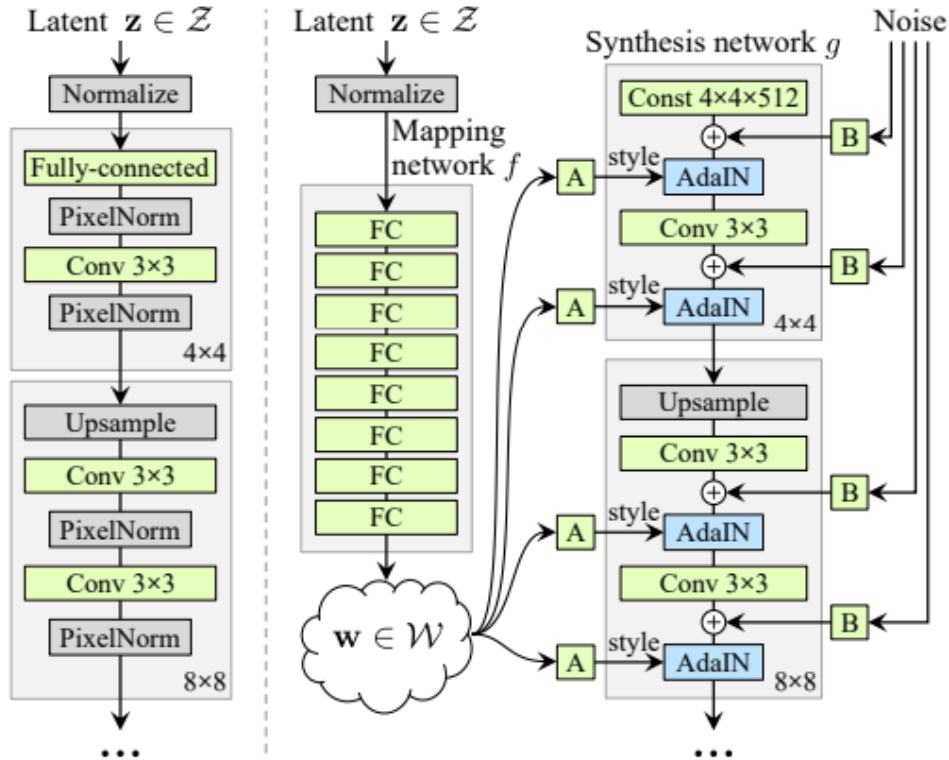 Latent z ∈ Z
Normalize
Fully-connected
PixelNorm
Conv 3×3
PixelNorm
4×4
Upsample
Conv 3×3
PixelNorm
Conv 3×3
PixelNorm
8×8
...
Latent z ∈ Z
Normalize
Mapping
network f
FC
FC
FC
FC
FC
FC
FC
FC
w ∈ W
A
style
A
style
A
style
A
style
Synthesis network g
Const 4×4×512
+
AdaIN
Conv 3×3
+
AdaIN
4×4
Upsample
Conv 3×3
+
AdaIN
Conv 3×3
+
AdaIN
8×8
...
Noise
B
B
B
B